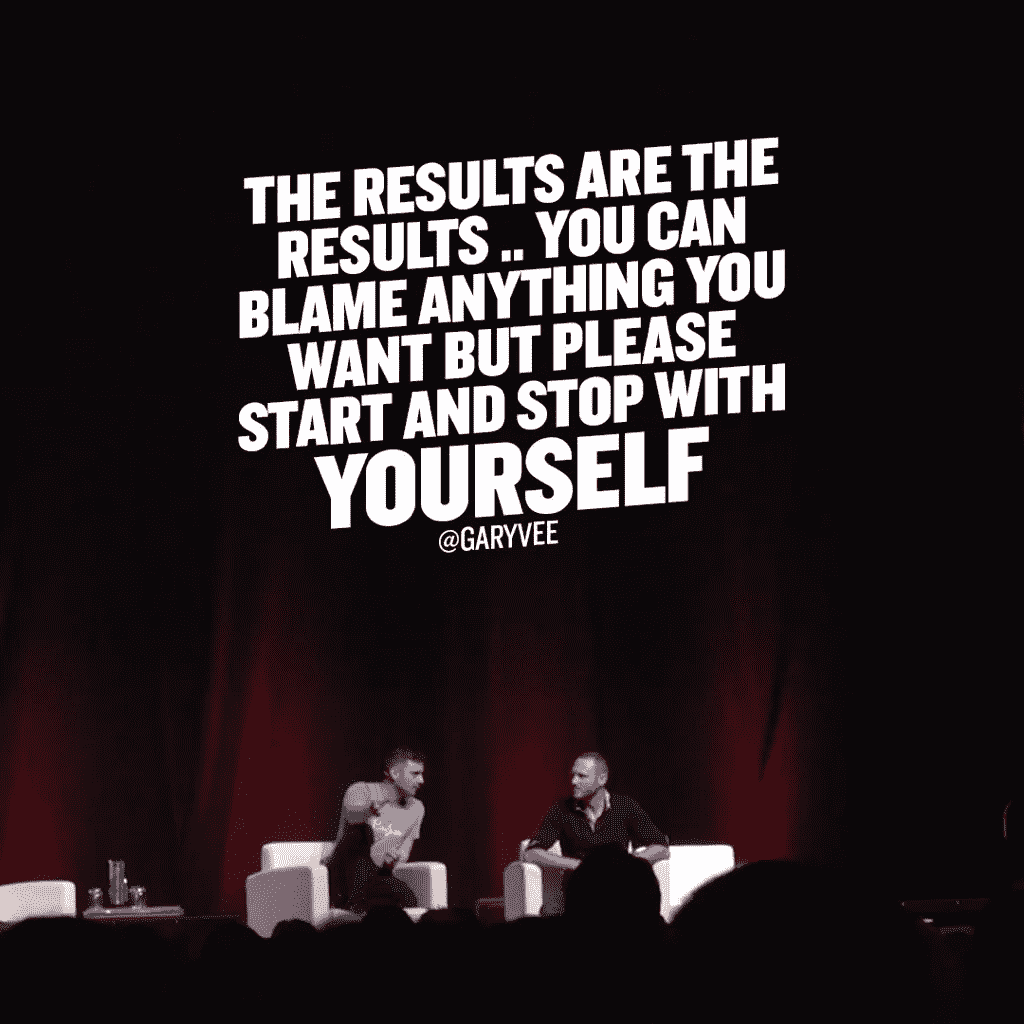 THE RESULTS ARE THE
RESULTS .. YOU CAN
BLAME ANYTHING YOU
WANT BUT PLEASE
START AND STOP WITH
YOURSELF
@GARYVEE